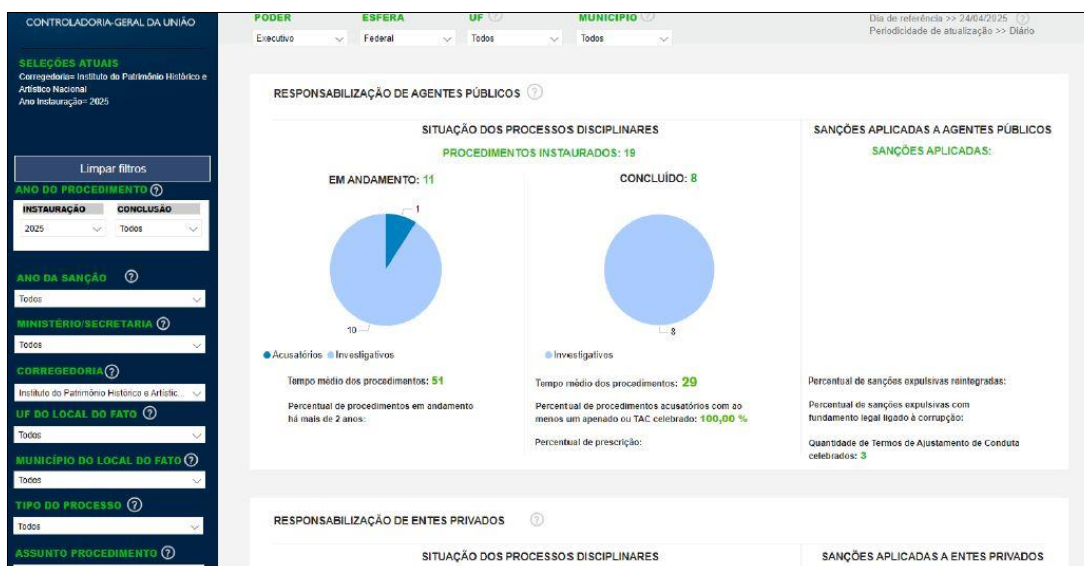 CONTROLADORIA-GERAL DA UNIÃO
SELEÇÕES ATUAIS
Corregedoria= Instituto do Patrimônio Histórico e
Artístico Nacional
Ano Instauração= 2025
Limpar filtros
ANO DO PROCEDIMENTO ?
INSTAURAÇÃO CONCLUSÃO
2025 Todos
ANO DA SANÇÃO ?
Todos
MINISTÉRIO/SECRETARIA ?
Todos
CORREGEDORIA ?
Instituto do Patrimônio Histórico e Artístic...
UF DO LOCAL DO FATO ?
Todos
MUNICÍPIO DO LOCAL DO FATO ?
Todos
TIPO DO PROCESSO ?
Todos
ASSUNTO PROCEDIMENTO ?
PODER ESFERA UF ? MUNICÍPIO ?
Executivo Federal Todos Todos
Dia de referência >> 24/04/2025 ?
Periodicidade de atualização >> Diário
RESPONSABILIZAÇÃO DE AGENTES PÚBLICOS ?
SITUAÇÃO DOS PROCESSOS DISCIPLINARES
PROCEDIMENTOS INSTAURADOS: 19
EM ANDAMENTO: 11
1
10
Acusatórios Investigativos
Tempo médio dos procedimentos: 51
Percentual de procedimentos em andamento
há mais de 2 anos:
CONCLUÍDO: 8
8
Investigativos
Tempo médio dos procedimentos: 29
Percentual de procedimentos acusatórios com ao
menos um apenado ou TAC celebrado: 100,00 %
Percentual de prescrição:
SANÇÕES APLICADAS A AGENTES PÚBLICOS
SANÇÕES APLICADAS:
Percentual de sanções expulsivas reintegradas:
Percentual de sanções expulsivas com
fundamento legal ligado à corrupção:
Quantidade de Termos de Ajustamento de Conduta
celebrados: 3
RESPONSABILIZAÇÃO DE ENTES PRIVADOS ?
SITUAÇÃO DOS PROCESSOS DISCIPLINARES
SANÇÕES APLICADAS A ENTES PRIVADOS